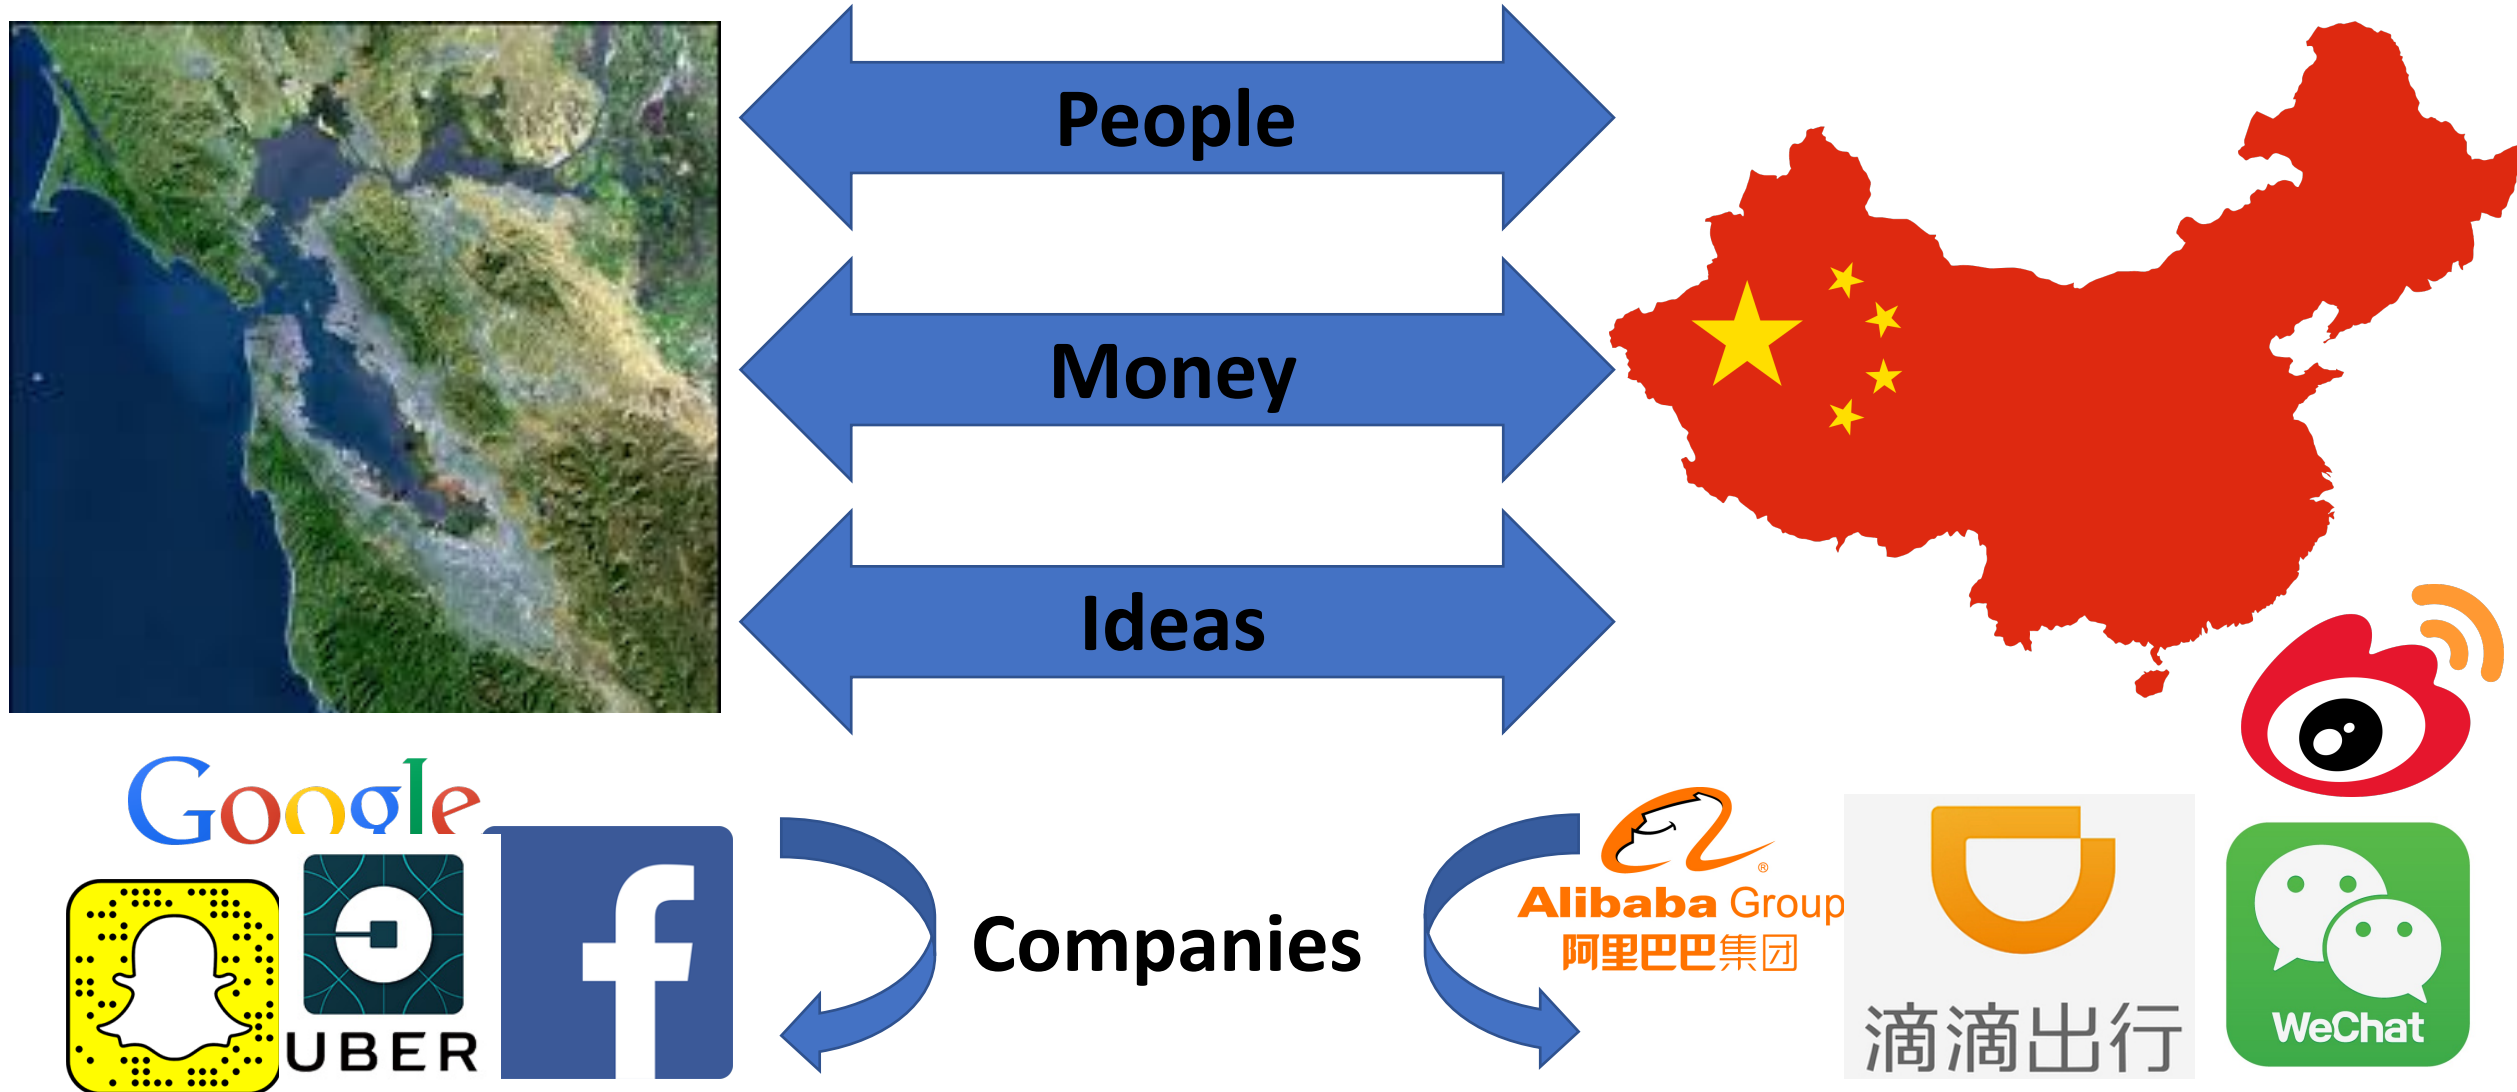 People
Money
Ideas
Google
UBER
Companies
Alibaba Group
阿里巴巴集团
®
滴滴出行
WeChat